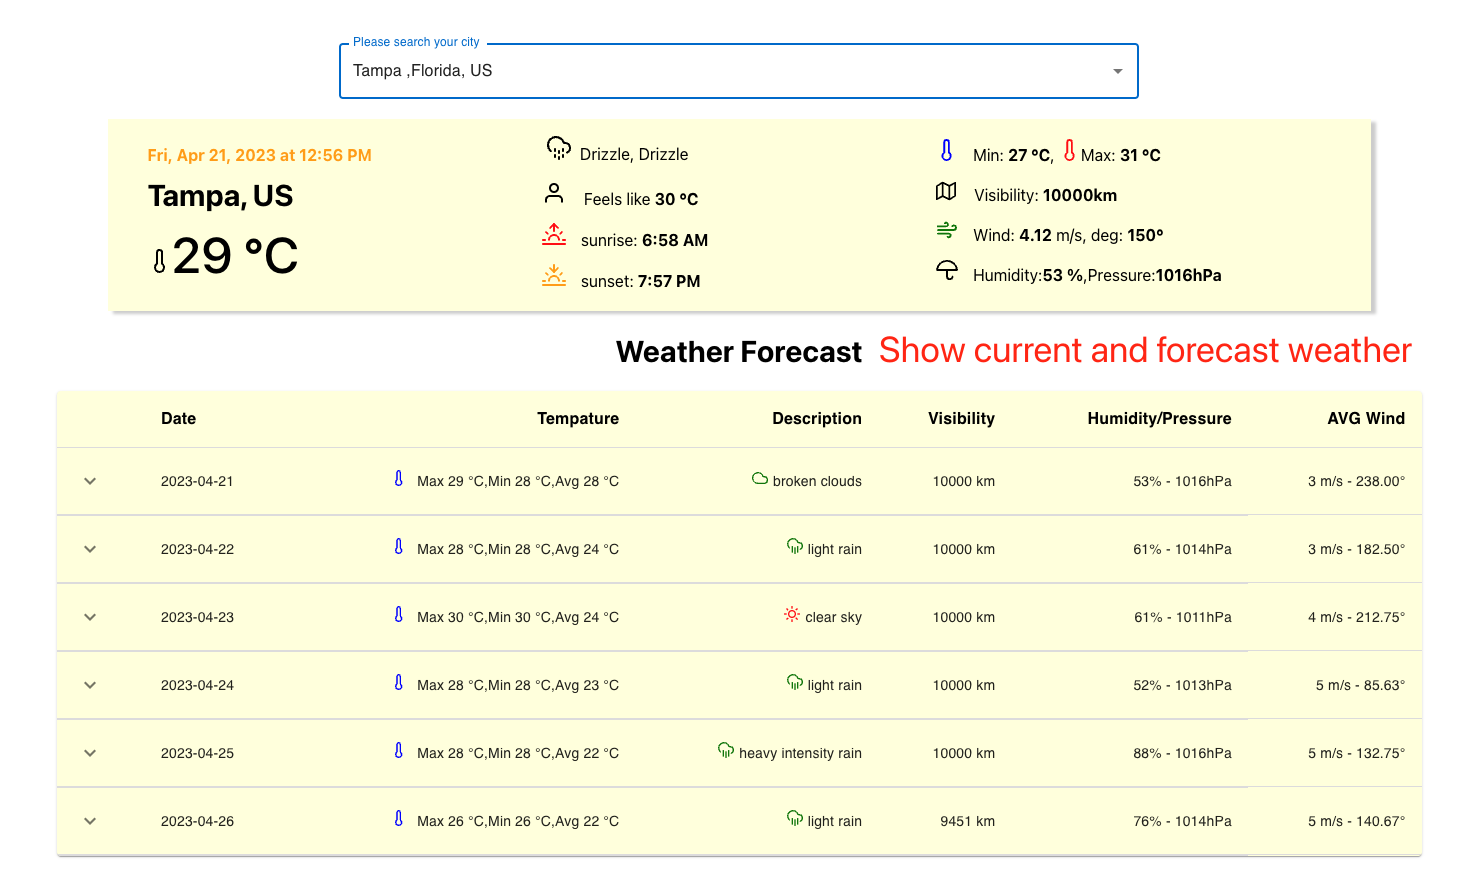 Please search your city
Tampa ,Florida, US
Fri, Apr 21, 2023 at 12:56 PM
Tampa, US
29 °C
Drizzle, Drizzle
Feels like 30 °C
sunrise: 6:58 AM
sunset: 7:57 PM
Min: 27 °C, Max: 31 °C
Visibility: 10000km
Wind: 4.12 m/s, deg: 150°
Humidity:53 %,Pressure:1016hPa
Weather Forecast Show current and forecast weather
Date Tempature Description Visibility Humidity/Pressure AVG Wind
2023-04-21 Max 29 °C,Min 28 °C,Avg 28 °C broken clouds 10000 km 53% - 1016hPa 3 m/s - 238.00°
2023-04-22 Max 28 °C,Min 28 °C,Avg 24 °C light rain 10000 km 61% - 1014hPa 3 m/s - 182.50°
2023-04-23 Max 30 °C,Min 30 °C,Avg 24 °C clear sky 10000 km 61% - 1011hPa 4 m/s - 212.75°
2023-04-24 Max 28 °C,Min 28 °C,Avg 23 °C light rain 10000 km 52% - 1013hPa 5 m/s - 85.63°
2023-04-25 Max 28 °C,Min 28 °C,Avg 22 °C heavy intensity rain 10000 km 88% - 1016hPa 5 m/s - 132.75°
2023-04-26 Max 26 °C,Min 26 °C,Avg 22 °C light rain 9451 km 76% - 1014hPa 5 m/s - 140.67°